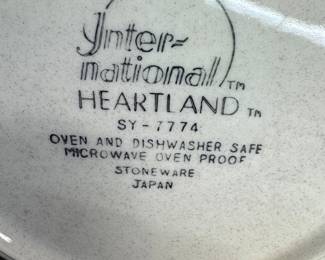 Inter-
national TM
HEARTLAND TM
SY-7774
OVEN AND DISHWASHER SAFE
MICROWAVE OVEN PROOF
STONEWARE
JAPAN